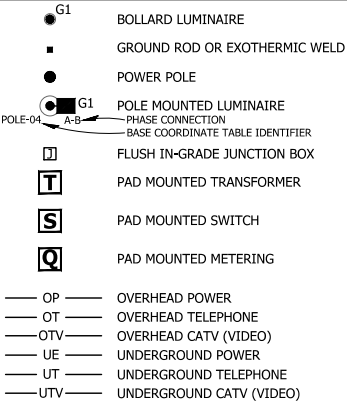 G1 BOLLARD LUMINAIRE
GROUND ROD OR EXOTHERMIC WELD
POWER POLE
G1 POLE MOUNTED LUMINAIRE
POLE-04 A-B PHASE CONNECTION
BASE COORDINATE TABLE IDENTIFIER
J FLUSH IN-GRADE JUNCTION BOX
T PAD MOUNTED TRANSFORMER
S PAD MOUNTED SWITCH
Q PAD MOUNTED METERING
OP OVERHEAD POWER
OT OVERHEAD TELEPHONE
OTV OVERHEAD CATV (VIDEO)
UE UNDERGROUND POWER
UT UNDERGROUND TELEPHONE
UTV UNDERGROUND CATV (VIDEO)